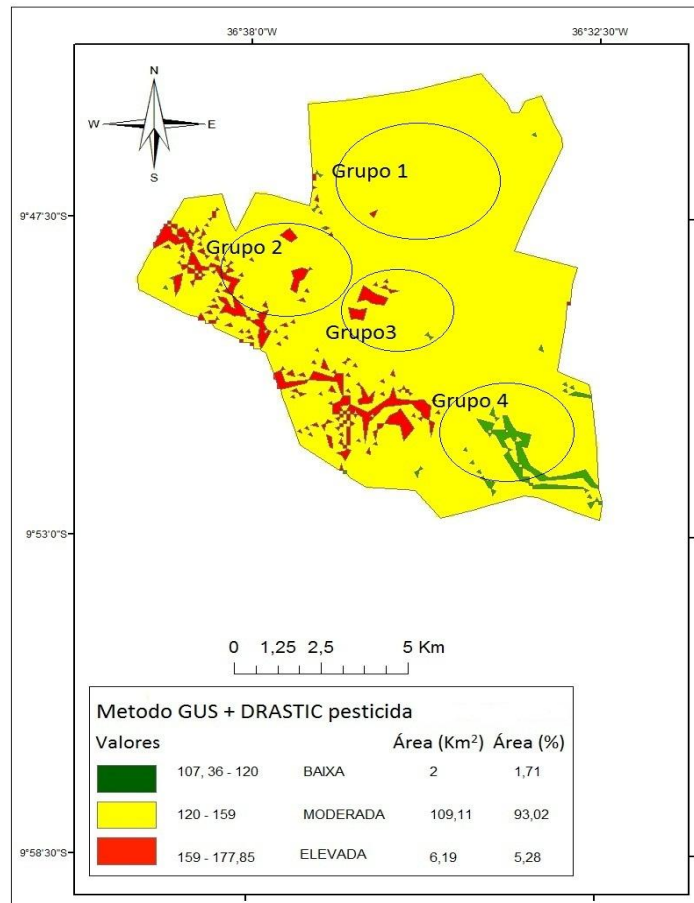 36°38'0"W 36°32'30"W
N
W E
S
Grupo 1
9°47'30"S
Grupo 2
Grupo3
Grupo 4
9°53'0"S
0 1,25 2,5 5 Km
Metodo GUS + DRASTIC pesticida
Valores Área (Km²) Área (%)
107, 36 - 120 BAIXA 2 1,71
120 - 159 MODERADA 109,11 93,02
159 - 177,85 ELEVADA 6,19 5,28
9°58'30"S